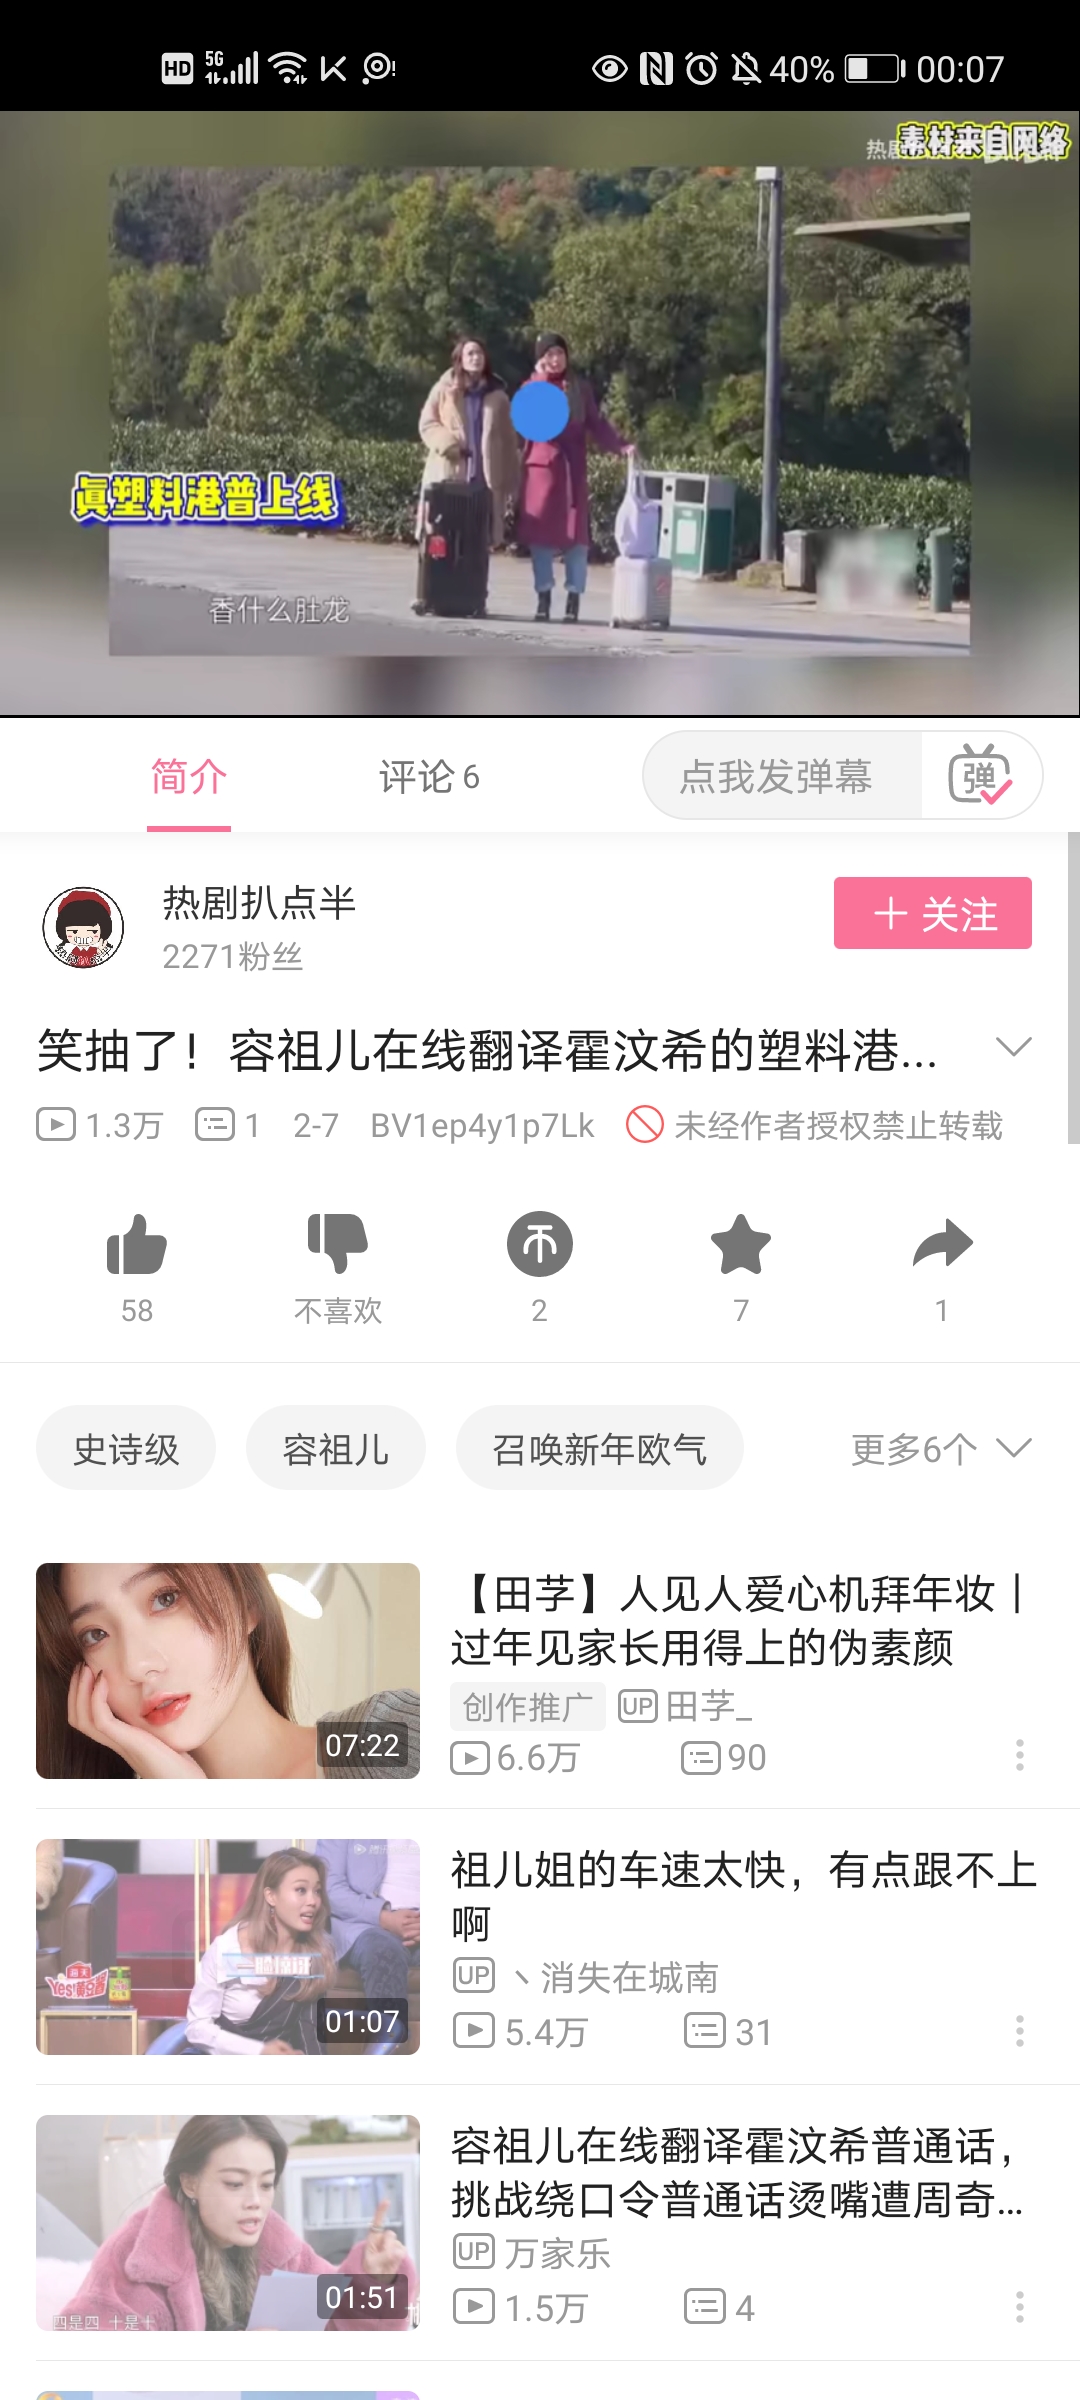 HD 5G 40% 00:07
素材来自网络
真塑料港普上线
香什么肚龙
简介 评论 6 点我发弹幕 弹
热剧扒点半
2271粉丝
＋关注
笑抽了！容祖儿在线翻译霍汶希的塑料港...
1.3万 1 2-7 BV1ep4y1p7Lk 未经作者授权禁止转载
58 不喜欢 2 7 1
史诗级 容祖儿 召唤新年欧气 更多6个
07:22
【田芓】人见人爱心机拜年妆丨
过年见家长用得上的伪素颜
创作推广 UP 田芓_
6.6万 90
01:07
祖儿姐的车速太快，有点跟不上
啊
UP 丶消失在城南
5.4万 31
四是四 十是十
01:51
容祖儿在线翻译霍汶希普通话，
挑战绕口令普通话烫嘴遭周奇...
UP 万家乐
1.5万 4